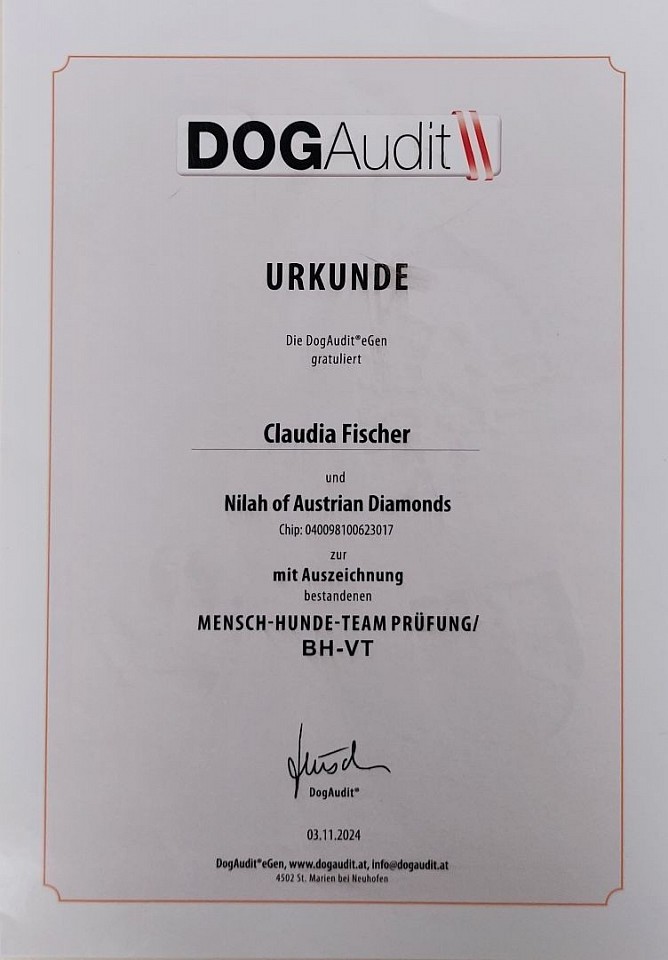 DOGAudit
URKUNDE
Die DogAudit®eGen
gratuliert
Claudia Fischer
und
Nilah of Austrian Diamonds
Chip: 040098100623017
zur
mit Auszeichnung
bestandenen
MENSCH-HUNDE-TEAM PRÜFUNG/
BH-VT
DogAudit®
03.11.2024
DogAudit®eGen, www.dogaudit.at, info@dogaudit.at
4502 St. Marien bei Neuhofen